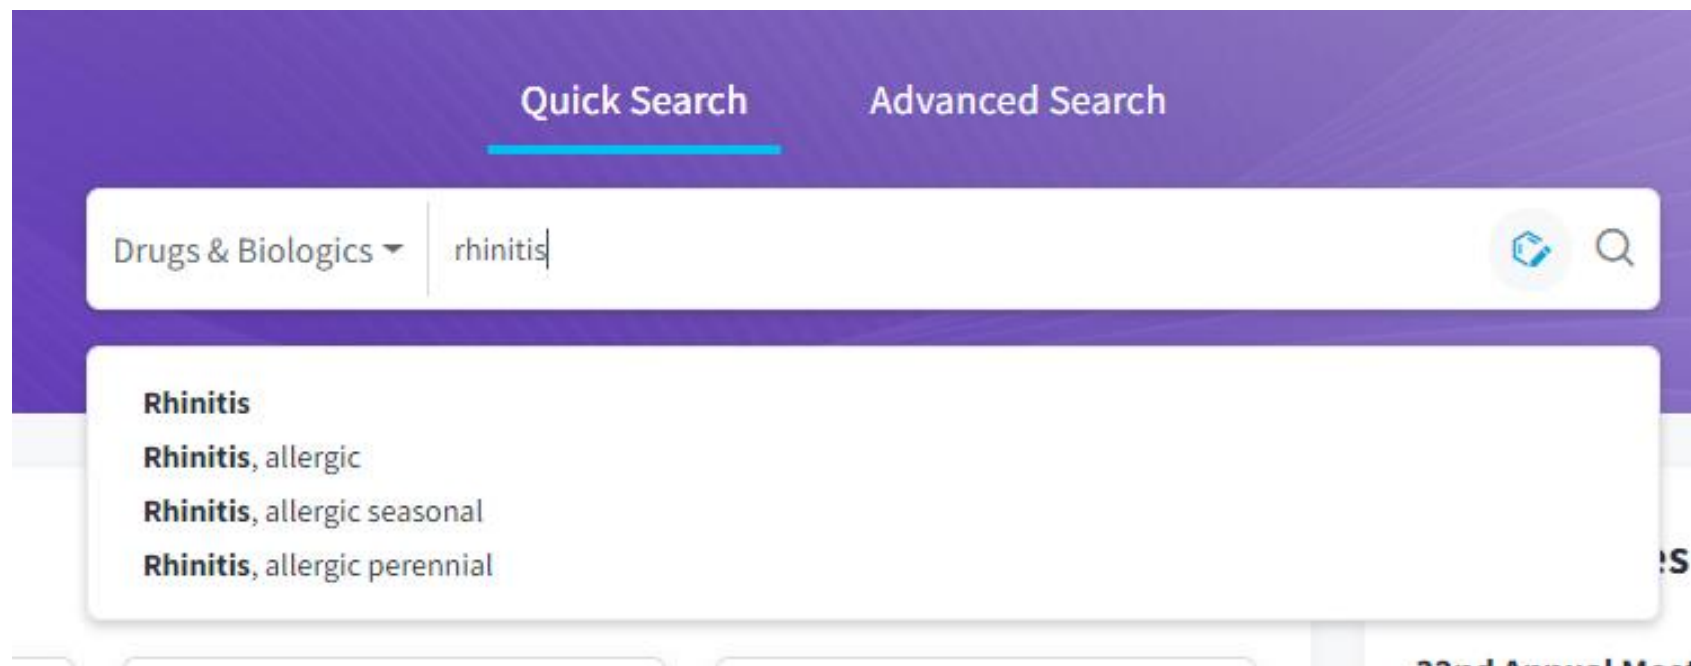 Quick Search Advanced Search
Drugs & Biologics rhinitis
Rhinitis
Rhinitis, allergic
Rhinitis, allergic seasonal
Rhinitis, allergic perennial